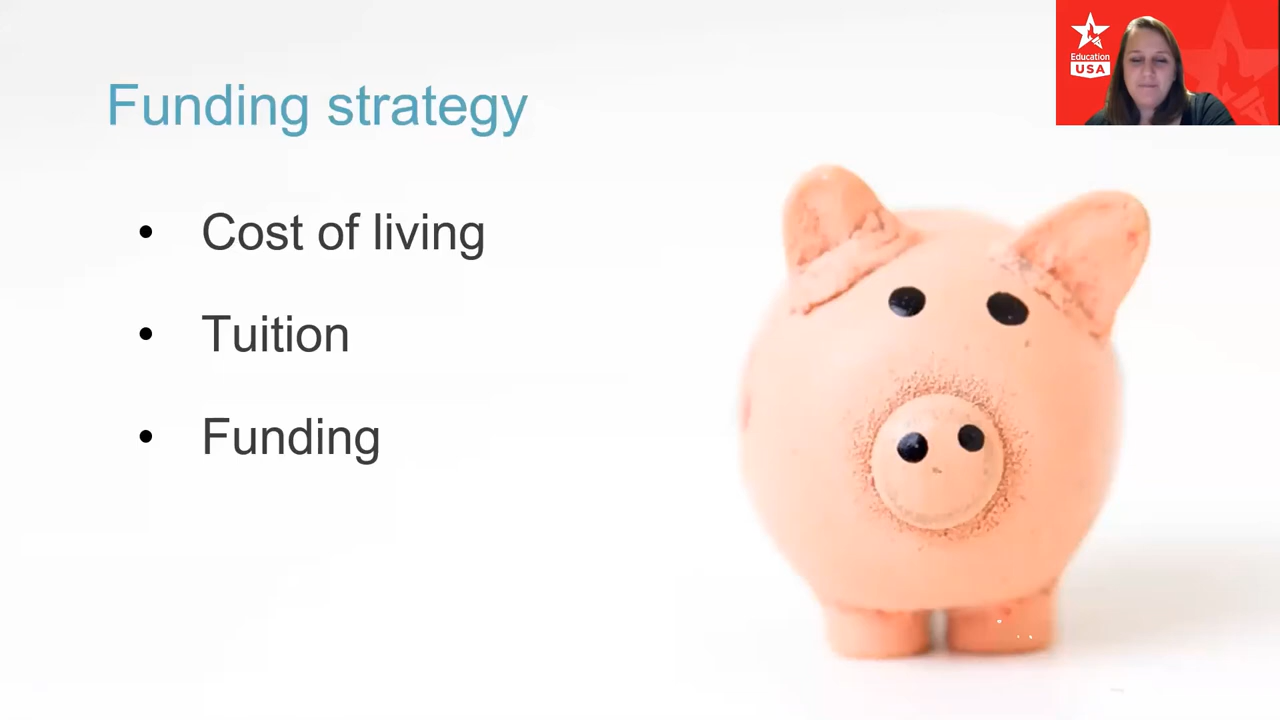 Funding strategy
Education
USA
• Cost of living
• Tuition
• Funding